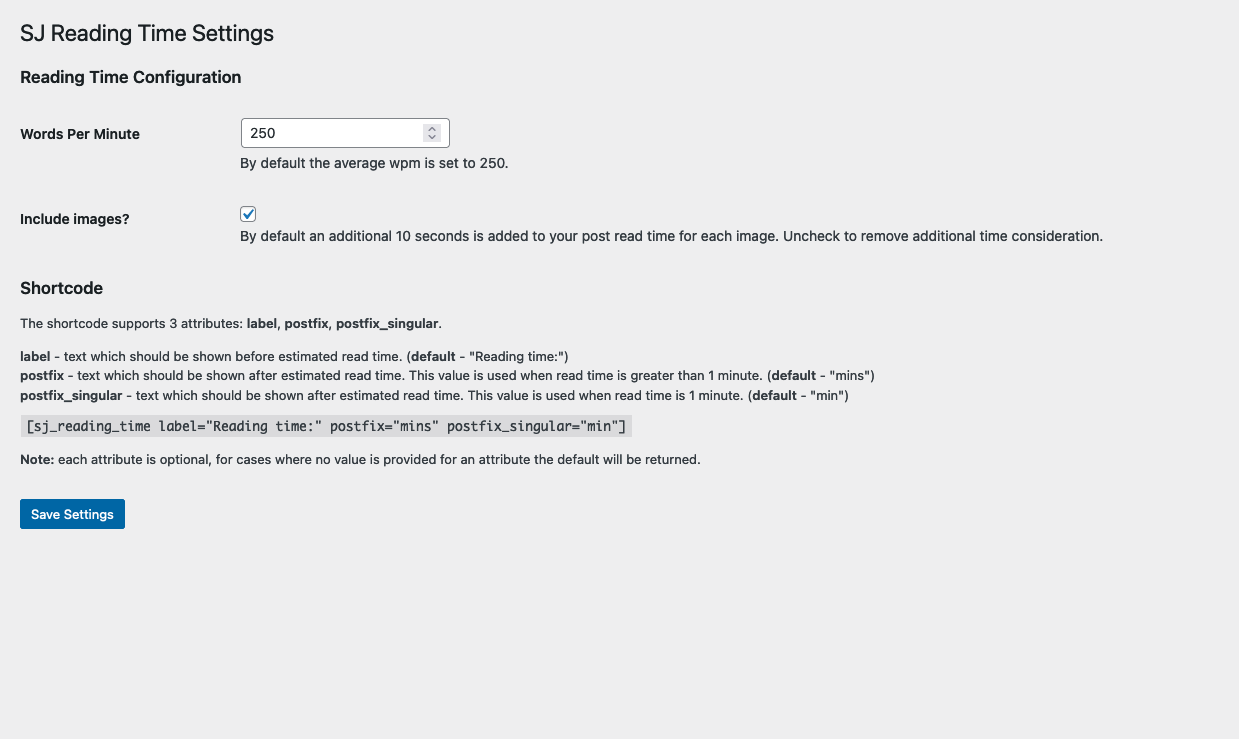 SJ Reading Time Settings
Reading Time Configuration
Words Per Minute
250
By default the average wpm is set to 250.
Include images?
By default an additional 10 seconds is added to your post read time for each image. Uncheck to remove additional time consideration.
Shortcode
The shortcode supports 3 attributes: label, postfix, postfix_singular.
label - text which should be shown before estimated read time. (default - "Reading time:")
postfix - text which should be shown after estimated read time. This value is used when read time is greater than 1 minute. (default - "mins")
postfix_singular - text which should be shown after estimated read time. This value is used when read time is 1 minute. (default - "min")
[sj_reading_time label="Reading time:" postfix="mins" postfix_singular="min"]
Note: each attribute is optional, for cases where no value is provided for an attribute the default will be returned.
Save Settings